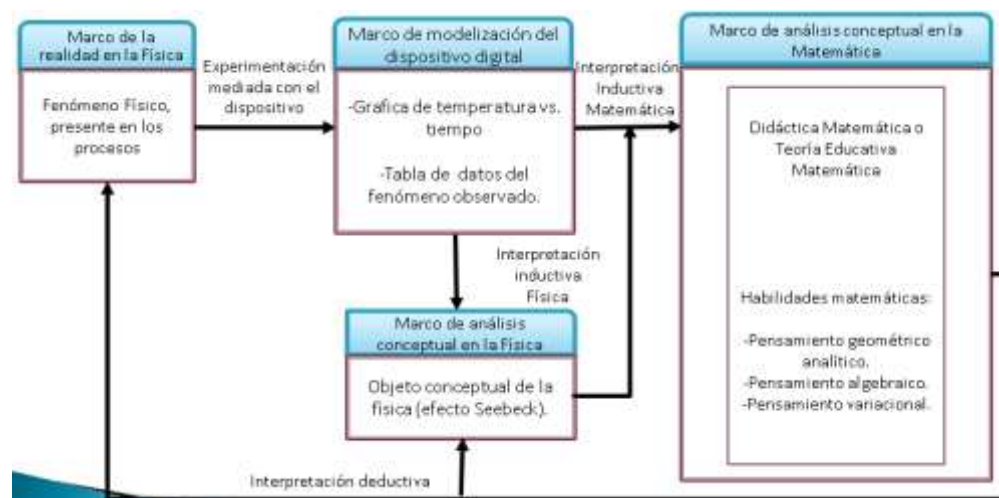 Marco de la
realidad en la Física
Fenómeno Físico,
presente en los
procesos
Experimentación
mediada con el
dispositivo
Marco de modelización del
dispositivo digital
-Grafica de temperatura vs.
tiempo
-Tabla de datos del
fenómeno observado.
Interpretación
Inductiva
Matemática
Marco de análisis conceptual en la
Matemática
Didáctica Matemática o
Teoría Educativa
Matemática
Habilidades matemáticas:
-Pensamiento geométrico
analítico.
-Pensamiento algebraico.
-Pensamiento variacional.
Interpretación
inductiva
Física
Marco de análisis
conceptual en la Física
Objeto conceptual de la
física (efecto Seebeck).
Interpretación deductiva